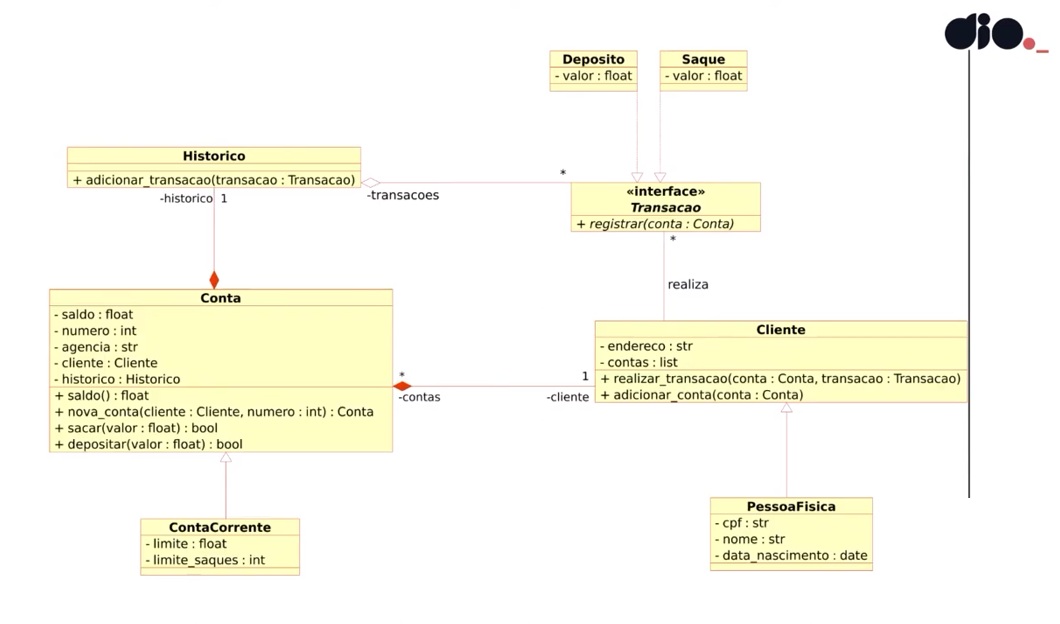 dio._
Deposito
- valor : float
Saque
- valor : float
Historico
+ adicionar_transacao(transacao : Transacao)
-historico 1
-transacoes
*
«interface»
Transacao
+ registrar(conta : Conta)
*
realiza
Conta
- saldo : float
- numero : int
- agencia : str
- cliente : Cliente
- historico : Historico
+ saldo() : float
+ nova_conta(cliente : Cliente, numero : int) : Conta
+ sacar(valor : float) : bool
+ depositar(valor : float) : bool
*
-contas
1
-cliente
Cliente
- endereco : str
- contas : list
+ realizar_transacao(conta : Conta, transacao : Transacao)
+ adicionar_conta(conta : Conta)
ContaCorrente
- limite : float
- limite_saques : int
PessoaFisica
- cpf : str
- nome : str
- data_nascimento : date